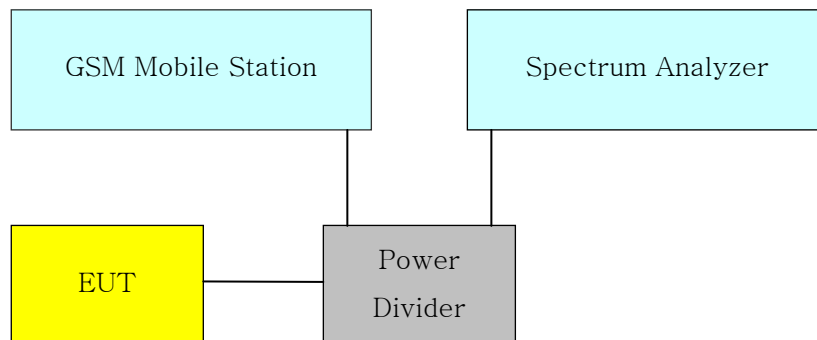 GSM Mobile Station
Spectrum Analyzer
EUT
Power
Divider